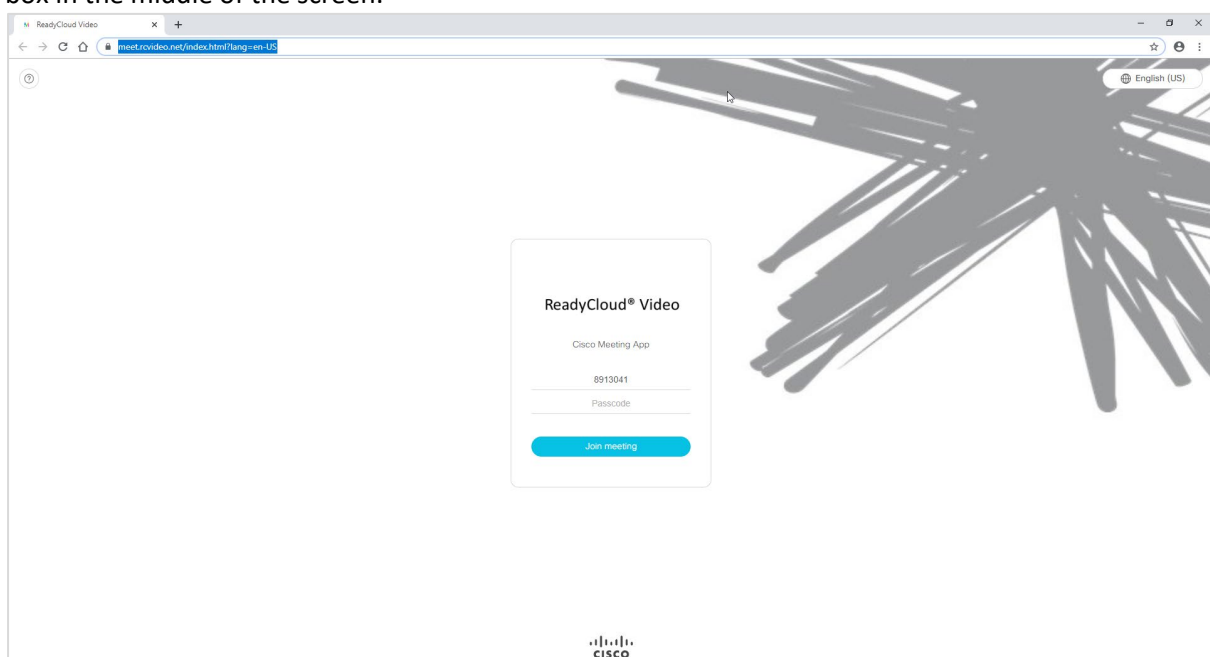 box in the middle of the screen.
ReadyCloud Video
meet.rcvideo.net/index.html?lang=en-US
English (US)
ReadyCloud® Video
Cisco Meeting App
8913041
Passcode
Join meeting
CISCO